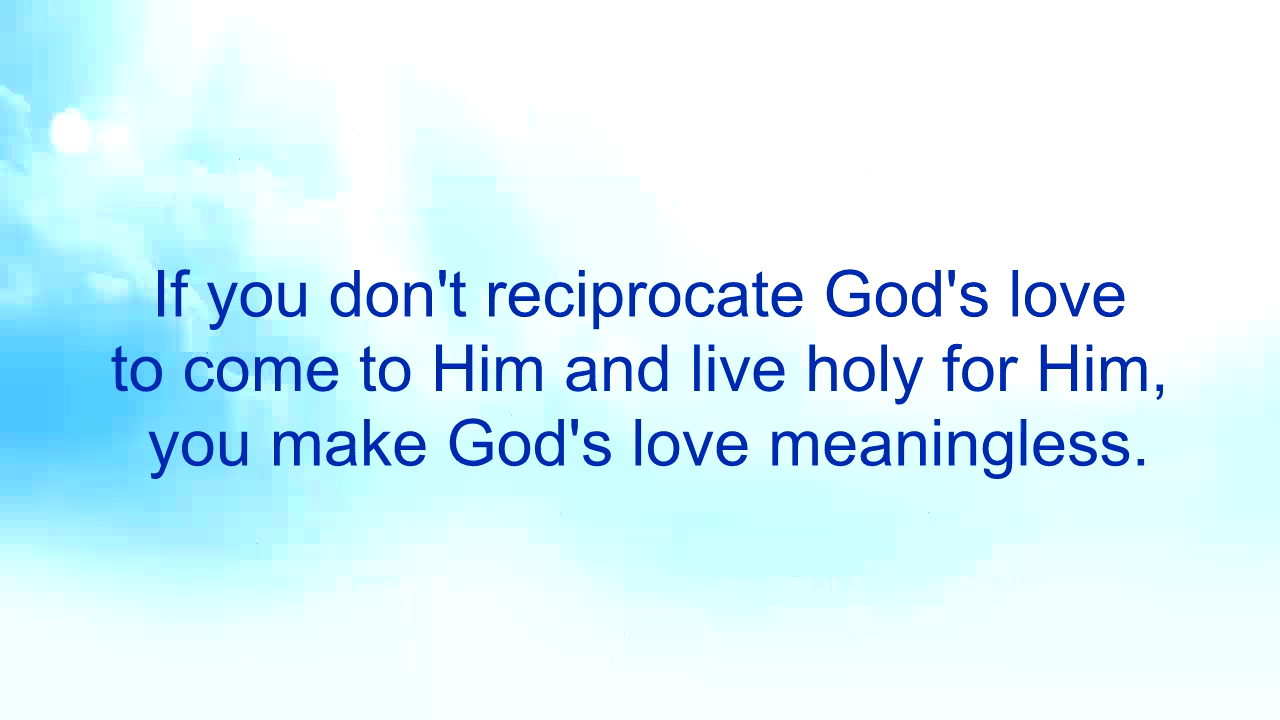 If you don't reciprocate God's love
to come to Him and live holy for Him,
you make God's love meaningless.